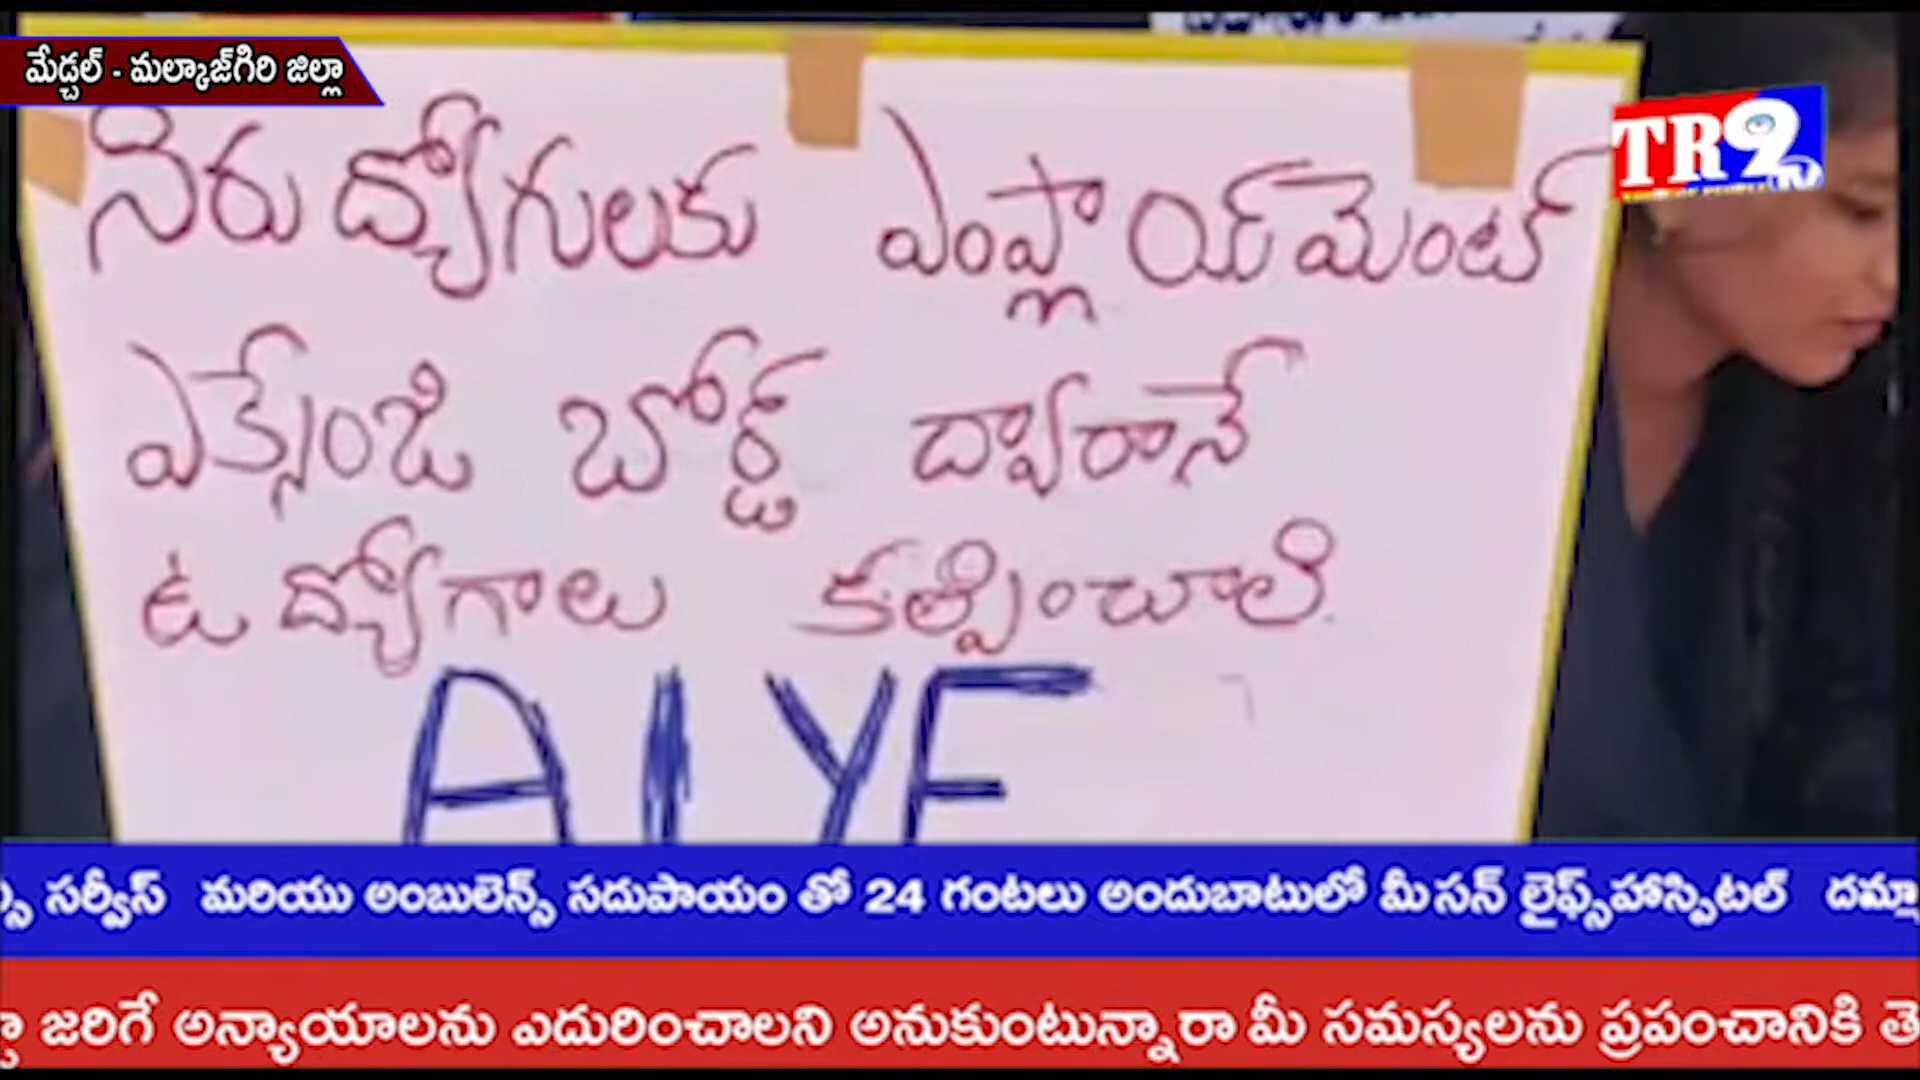 మేడ్చల్ - మల్కాజ్‌గిరి జిల్లా
TR9
నిరుద్యోగులకు ఎంప్లాయ్‌మెంట్
ఎక్సేంజి బోర్డ్ ద్వారానే
ఉద్యోగాలు కల్పించాలి
AIYF
సర్వీస్ మరియు అంబులెన్స్ సదుపాయం తో 24 గంటలు అందుబాటులో మీ సన్ లైఫ్స్‌హాస్పిటల్
జరిగే అన్యాయాలను ఎదురించాలని అనుకుంటున్నారా మీ సమస్యలను ప్రపంచానికి